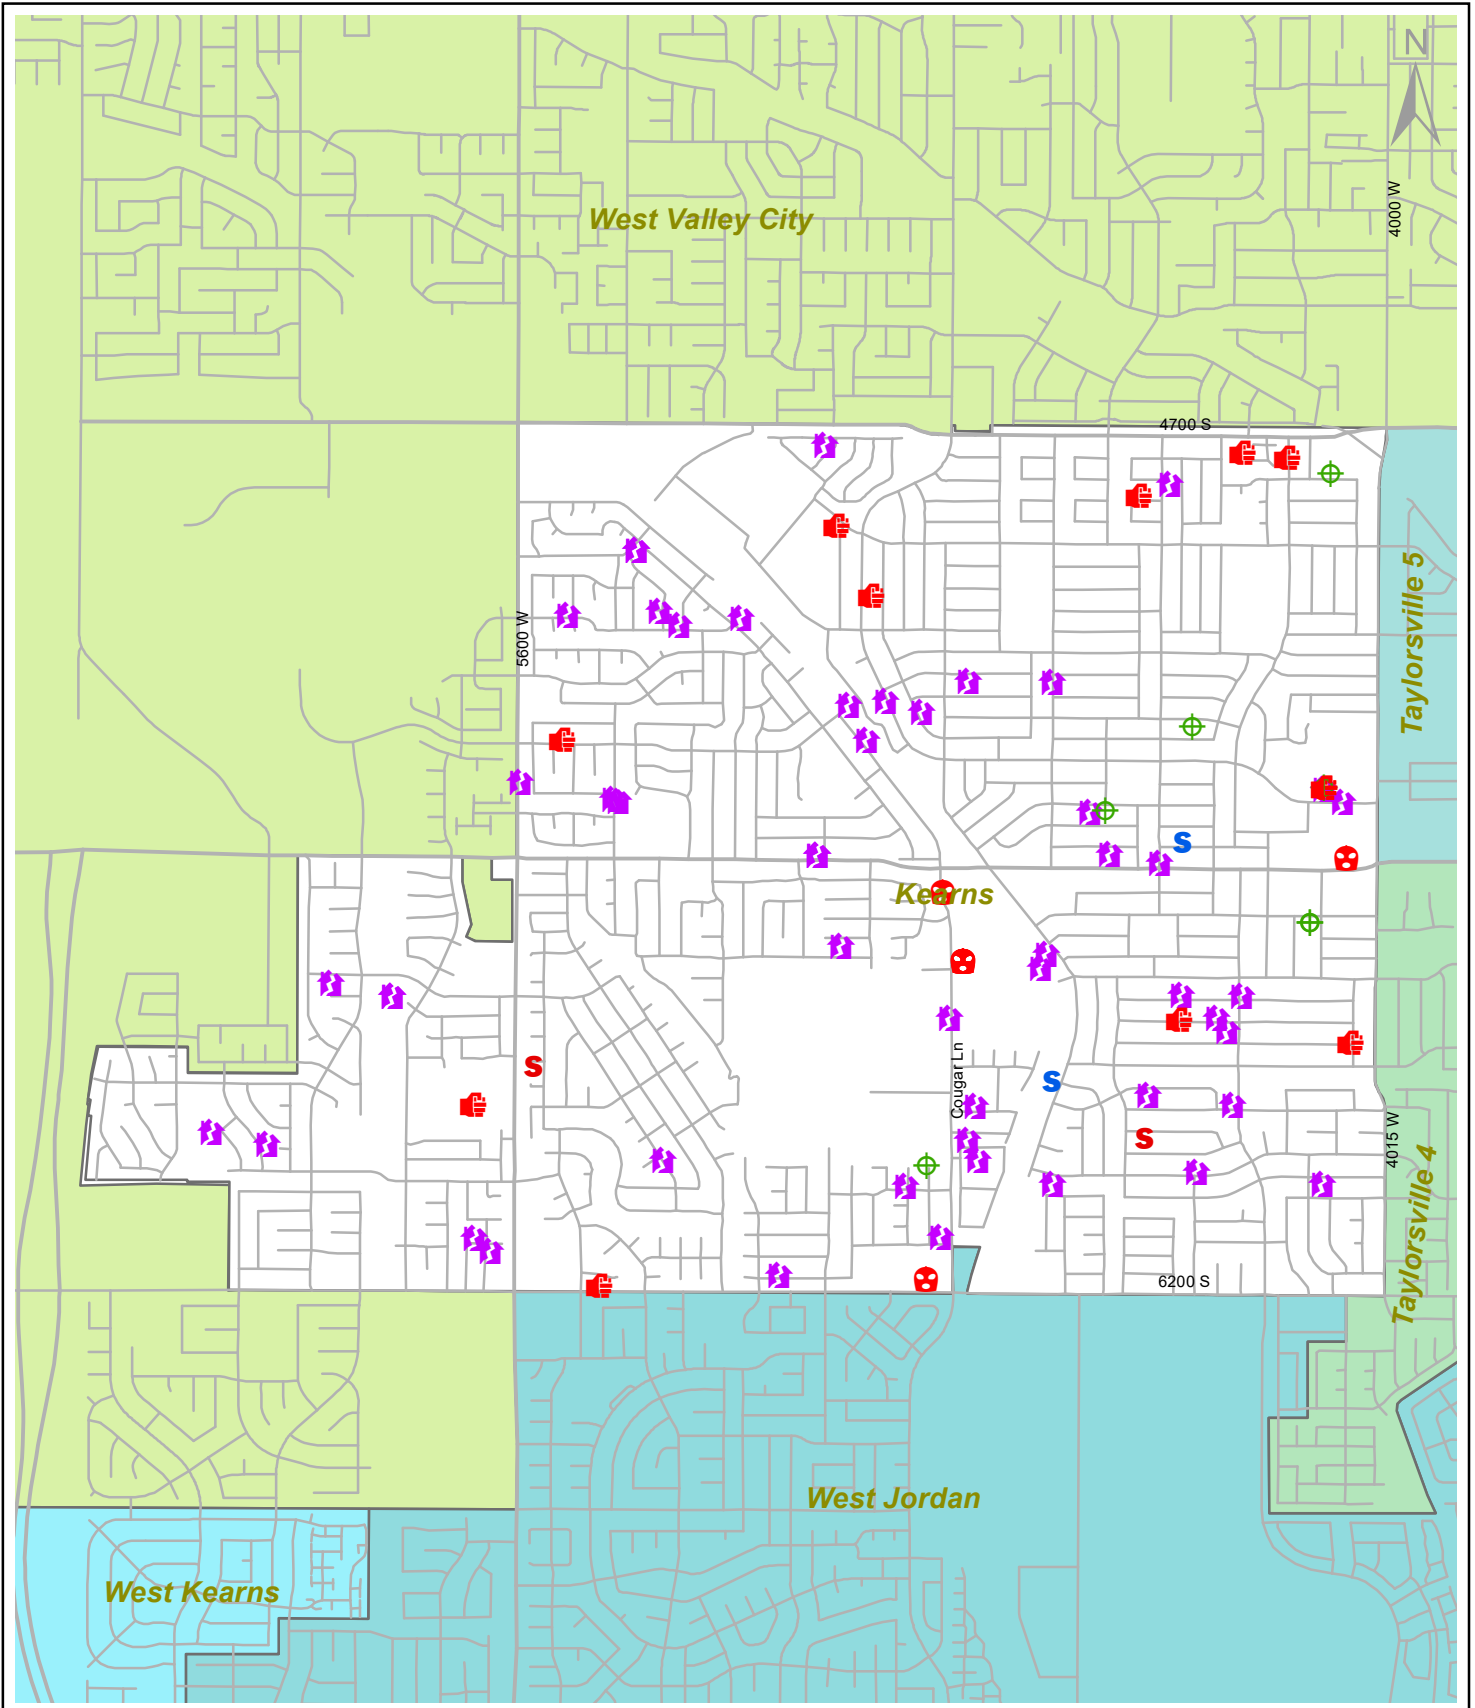 N
4000 W
West Valley City
4700 S
Taylorsville 5
5600 W
S
Kearns
S
Cougar Ln
S
4015 W
S
Taylorsville 4
6200 S
West Jordan
West Kearns